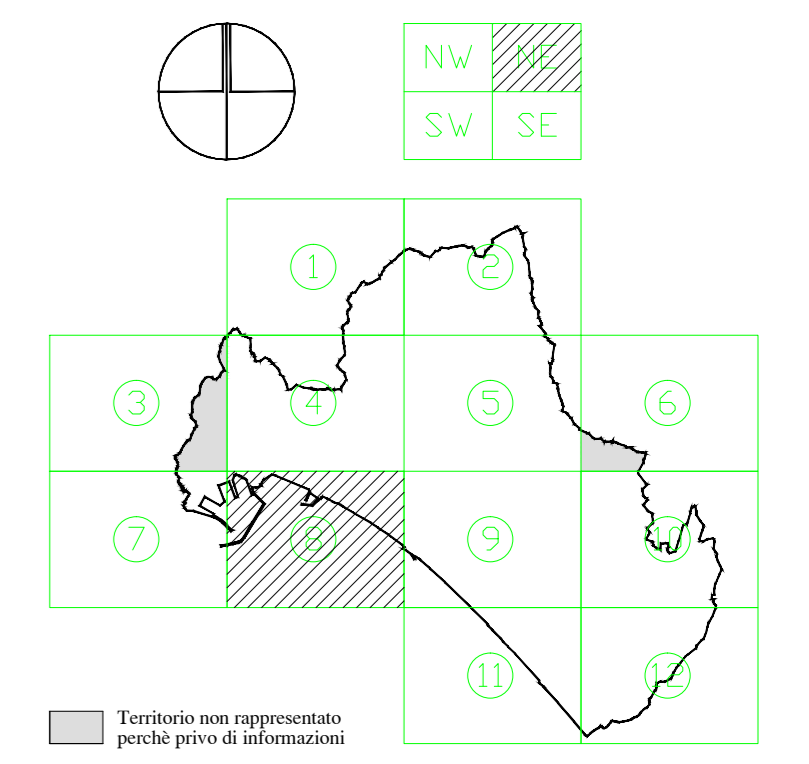 NW NE
SW SE
1 2
3 4 5 6
7 8 9 10
11 12
Territorio non rappresentato
perchè privo di informazioni